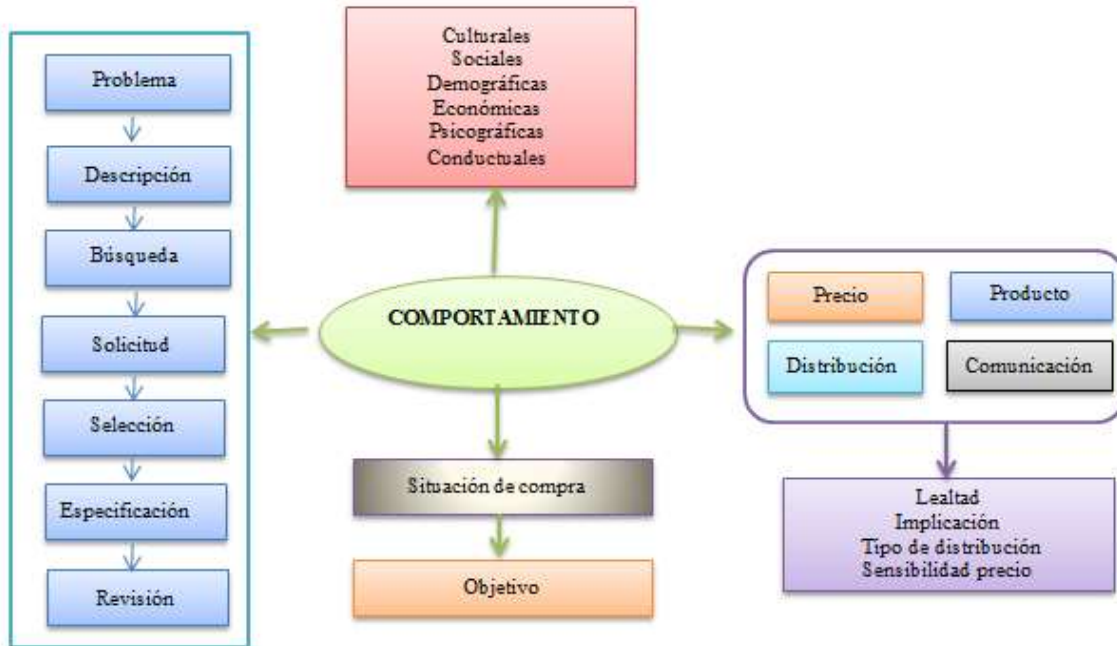 Problema
Descripción
Búsqueda
Solicitud
Selección
Especificación
Revisión
Culturales
Sociales
Demográficas
Económicas
Psicográficas
Conductuales
COMPORTAMIENTO
Situación de compra
Objetivo
Precio
Producto
Distribución
Comunicación
Lealtad
Implicación
Tipo de distribución
Sensibilidad precio